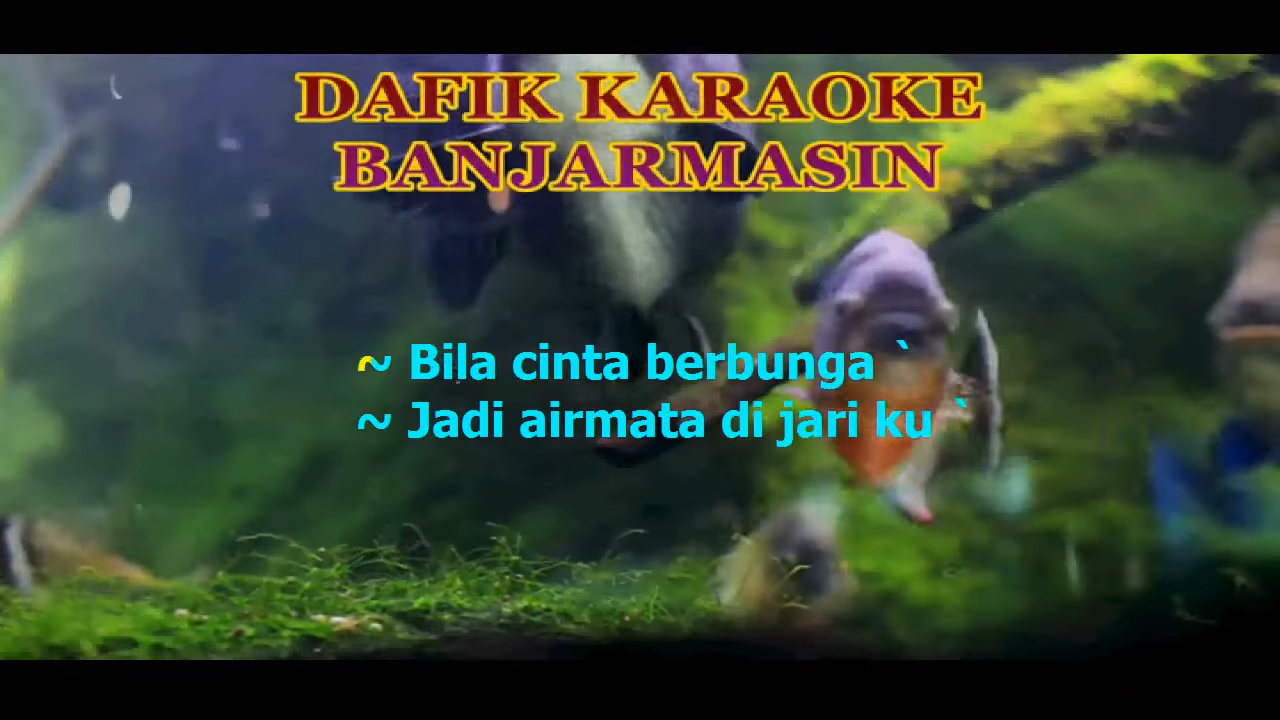 DAFIK KARAOKE
BANJARMASIN
~ Bila cinta berbunga `
~ Jadi airmata di jari ku `